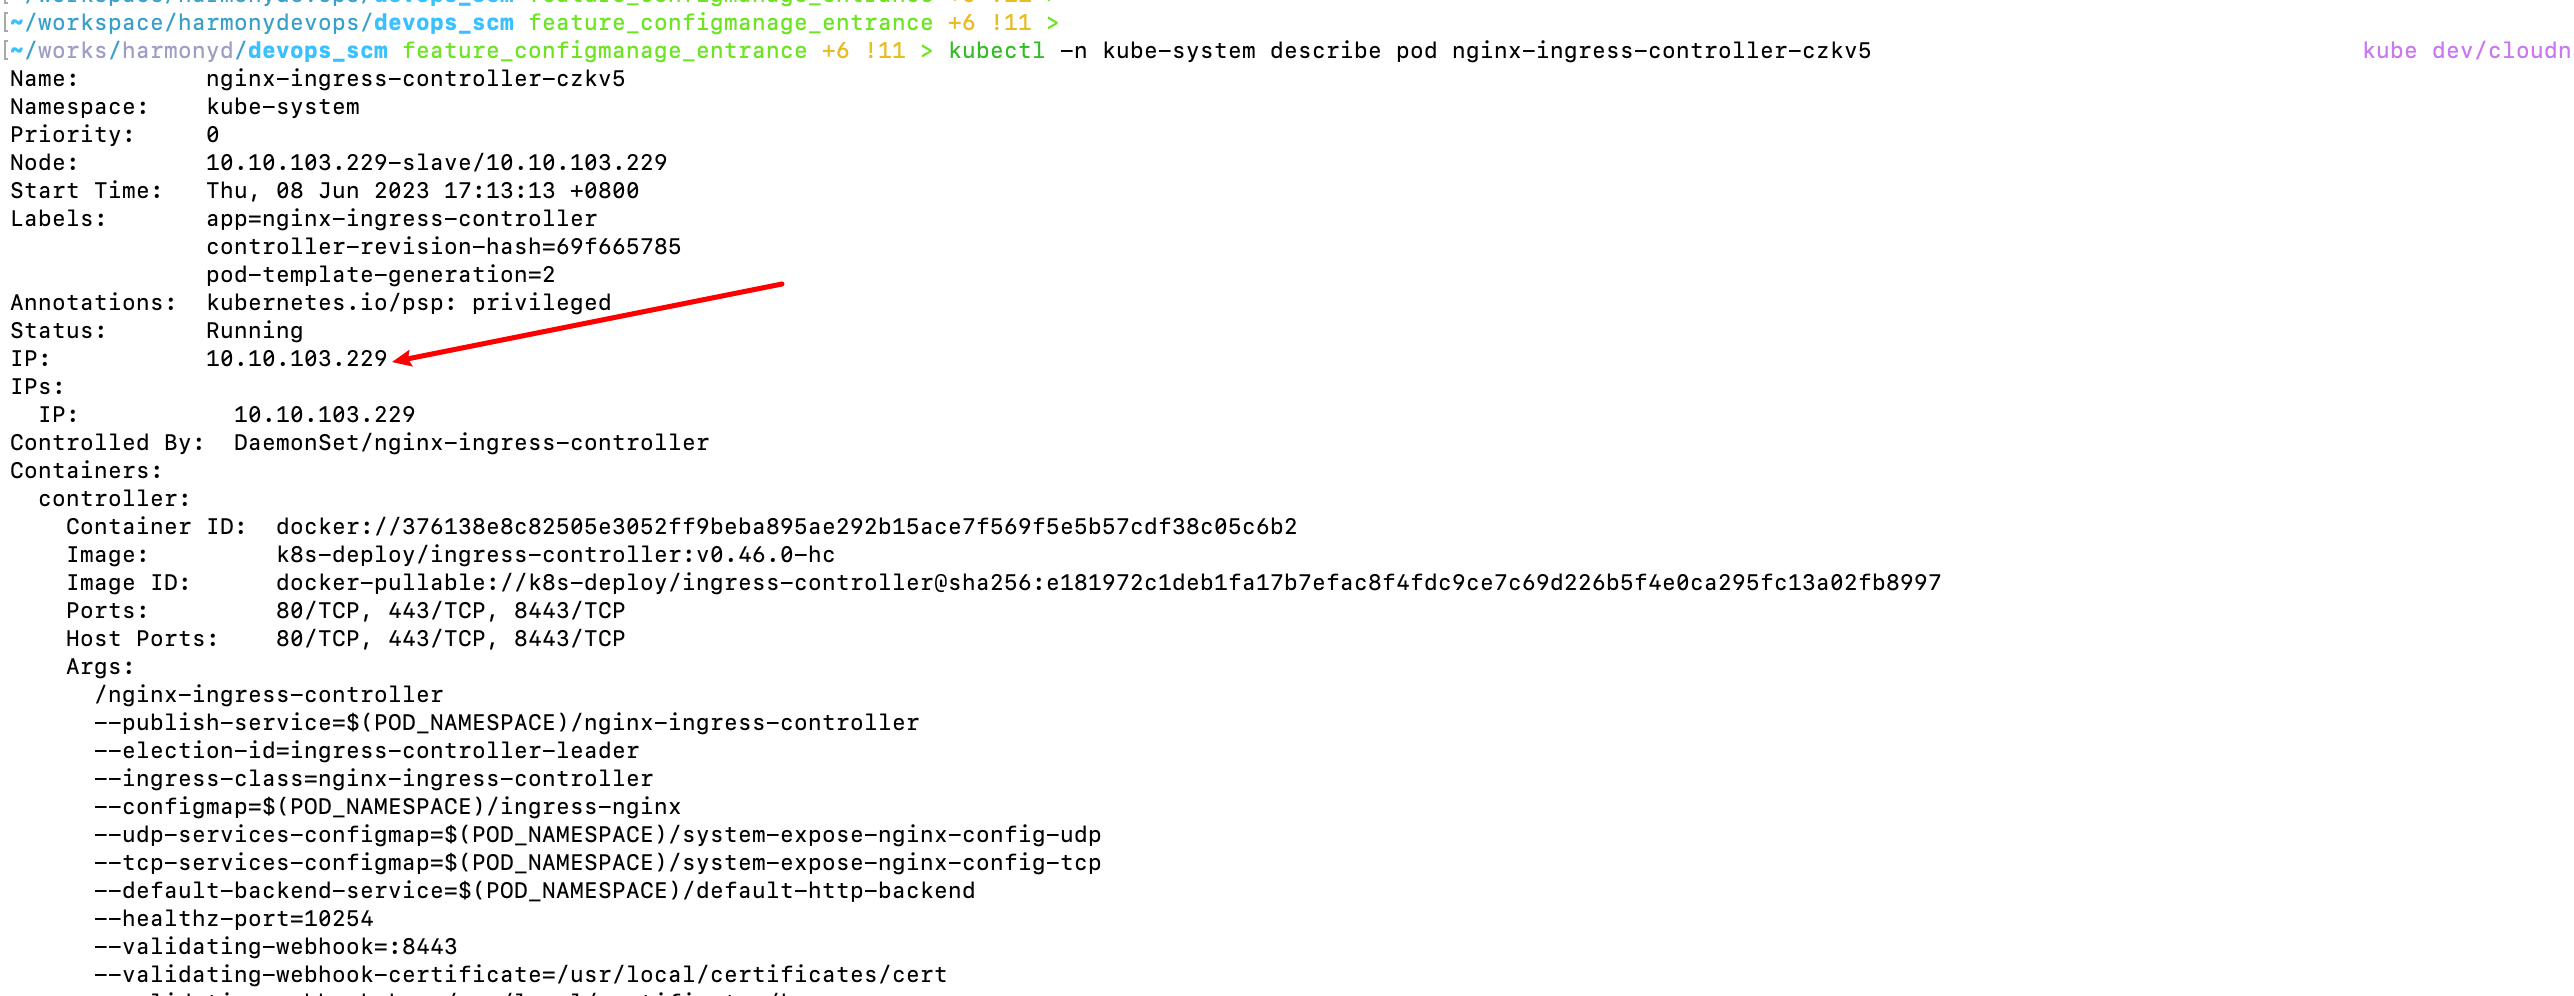 [~/workspace/harmonydevops/devops_scm feature_configmanage_entrance +6 !11 >
[~/works/harmonyd/devops_scm feature_configmanage_entrance +6 !11 > kubectl -n kube-system describe pod nginx-ingress-controller-czkv5 kube dev/cloudn
Name: nginx-ingress-controller-czkv5
Namespace: kube-system
Priority: 0
Node: 10.10.103.229-slave/10.10.103.229
Start Time: Thu, 08 Jun 2023 17:13:13 +0800
Labels: app=nginx-ingress-controller
controller-revision-hash=69f665785
pod-template-generation=2
Annotations: kubernetes.io/psp: privileged
Status: Running
IP: 10.10.103.229
IPs:
IP: 10.10.103.229
Controlled By: DaemonSet/nginx-ingress-controller
Containers:
controller:
Container ID: docker://376138e8c82505e3052ff9beba895ae292b15ace7f569f5e5b57cdf38c05c6b2
Image: k8s-deploy/ingress-controller:v0.46.0-hc
Image ID: docker-pullable://k8s-deploy/ingress-controller@sha256:e181972c1deb1fa17b7efac8f4fdc9ce7c69d226b5f4e0ca295fc13a02fb8997
Ports: 80/TCP, 443/TCP, 8443/TCP
Host Ports: 80/TCP, 443/TCP, 8443/TCP
Args:
/nginx-ingress-controller
--publish-service=$(POD_NAMESPACE)/nginx-ingress-controller
--election-id=ingress-controller-leader
--ingress-class=nginx-ingress-controller
--configmap=$(POD_NAMESPACE)/ingress-nginx
--udp-services-configmap=$(POD_NAMESPACE)/system-expose-nginx-config-udp
--tcp-services-configmap=$(POD_NAMESPACE)/system-expose-nginx-config-tcp
--default-backend-service=$(POD_NAMESPACE)/default-http-backend
--healthz-port=10254
--validating-webhook=:8443
--validating-webhook-certificate=/usr/local/certificates/cert